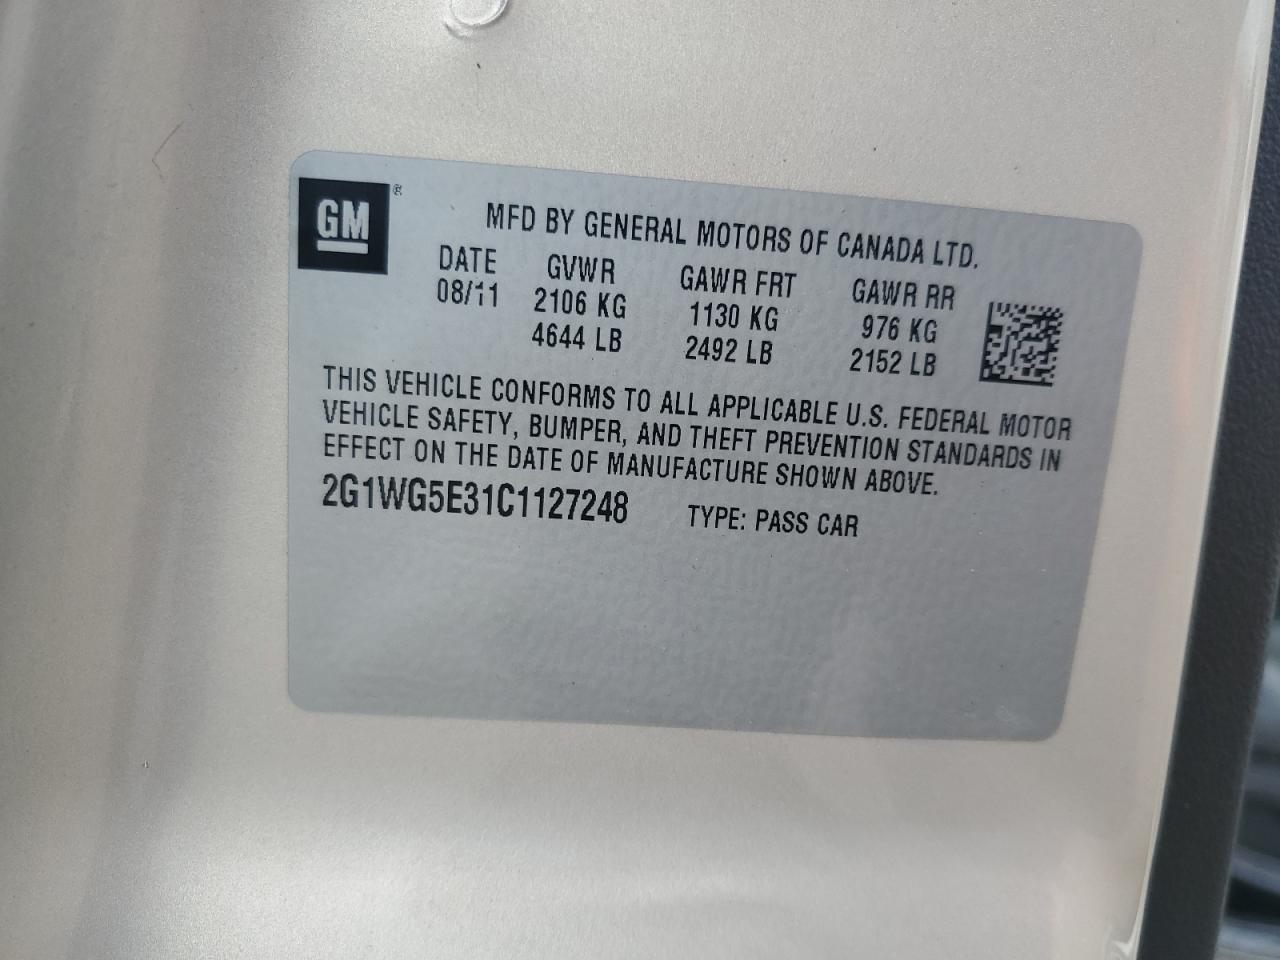 GM ®
MFD BY GENERAL MOTORS OF CANADA LTD.
DATE GVWR GAWR FRT GAWR RR
08/11 2106 KG 1130 KG 976 KG
4644 LB 2492 LB 2152 LB
THIS VEHICLE CONFORMS TO ALL APPLICABLE U.S. FEDERAL MOTOR
VEHICLE SAFETY, BUMPER, AND THEFT PREVENTION STANDARDS IN
EFFECT ON THE DATE OF MANUFACTURE SHOWN ABOVE.
2G1WG5E31C1127248 TYPE: PASS CAR